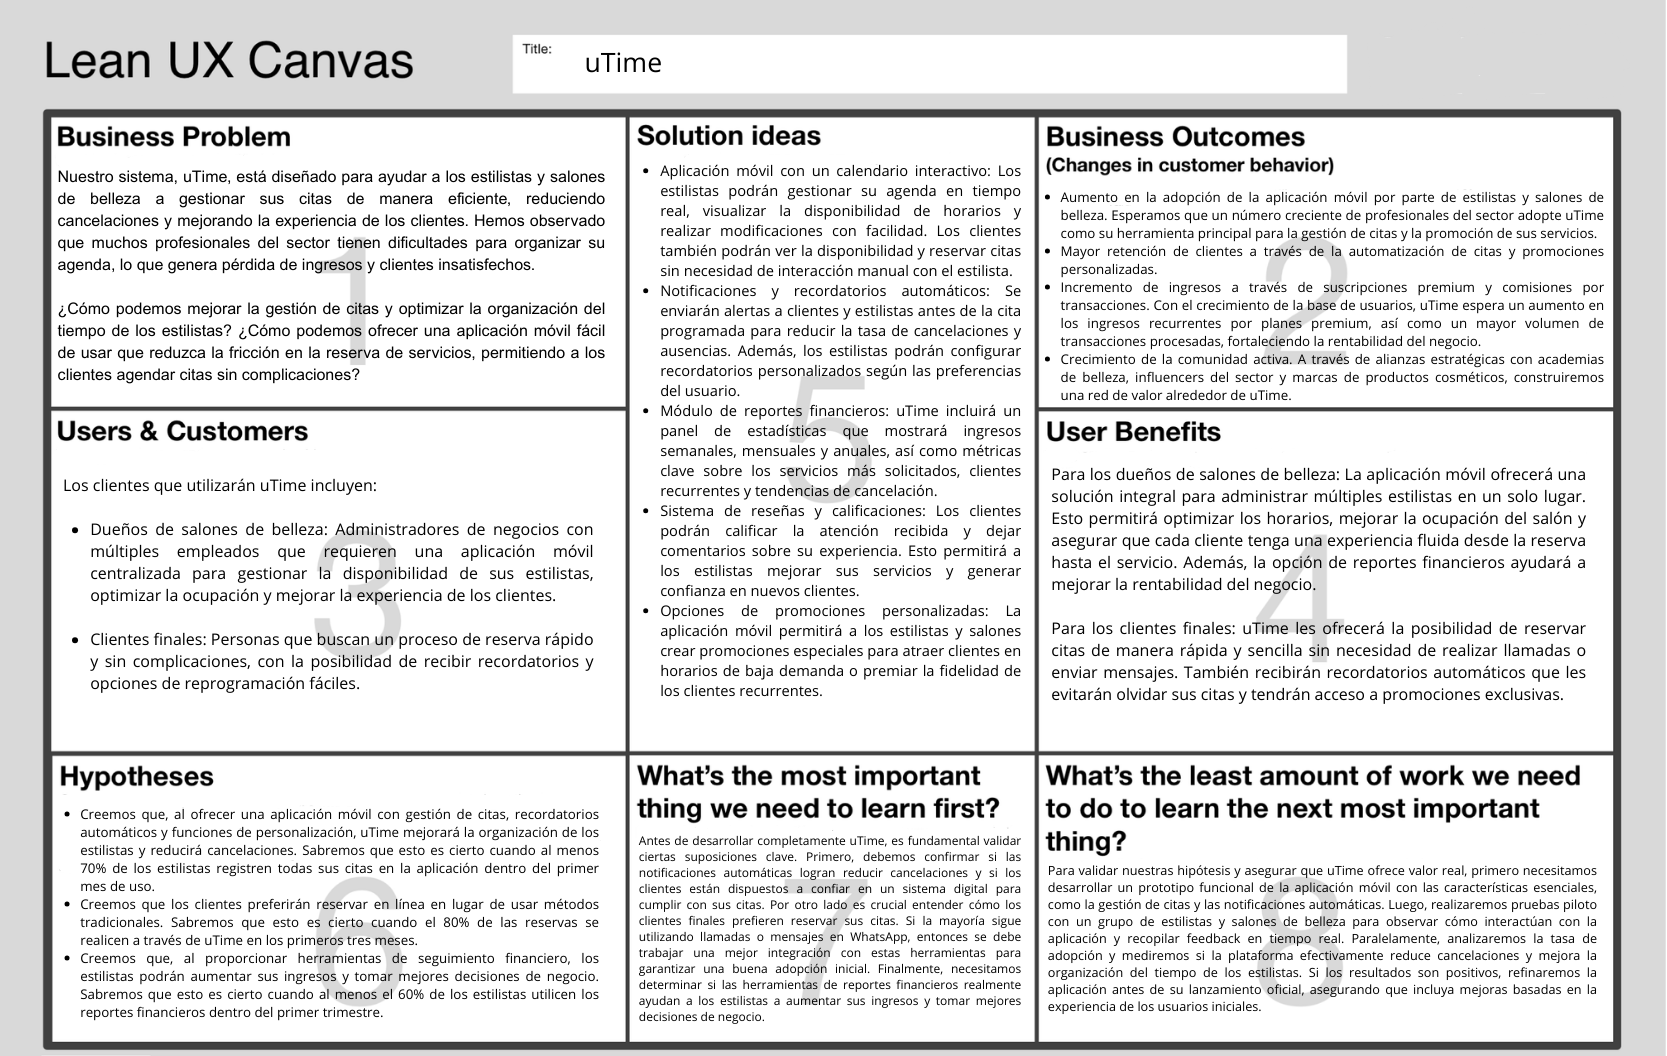 Lean UX Canvas
Title:
uTime
Business Problem
Nuestro sistema, uTime, está diseñado para ayudar a los estilistas y salones
de belleza a gestionar sus citas de manera eficiente, reduciendo
cancelaciones y mejorando la experiencia de los clientes. Hemos observado
que muchos profesionales del sector tienen dificultades para organizar su
agenda, lo que genera pérdida de ingresos y clientes insatisfechos.
¿Cómo podemos mejorar la gestión de citas y optimizar la organización del
tiempo de los estilistas? ¿Cómo podemos ofrecer una aplicación móvil fácil
de usar que reduzca la fricción en la reserva de servicios, permitiendo a los
clientes agendar citas sin complicaciones?
1
Business Outcomes
(Changes in customer behavior)
• Aumento en la adopción de la aplicación móvil por parte de estilistas y salones de
belleza. Esperamos que un número creciente de profesionales del sector adopte uTime
como su herramienta principal para la gestión de citas y la promoción de sus servicios.
• Mayor retención de clientes a través de la automatización de citas y promociones
personalizadas.
• Incremento de ingresos a través de suscripciones premium y comisiones por
transacciones. Con el crecimiento de la base de usuarios, uTime espera un aumento en
los ingresos recurrentes por planes premium, así como un mayor volumen de
transacciones procesadas, fortaleciendo la rentabilidad del negocio.
• Crecimiento de la comunidad activa. A través de alianzas estratégicas con academias
de belleza, influencers del sector y marcas de productos cosméticos, construiremos
una red de valor alrededor de uTime.
2
Users & Customers
Los clientes que utilizarán uTime incluyen:
• Dueños de salones de belleza: Administradores de negocios con
múltiples empleados que requieren una aplicación móvil
centralizada para gestionar la disponibilidad de sus estilistas,
optimizar la ocupación y mejorar la experiencia de los clientes.
• Clientes finales: Personas que buscan un proceso de reserva rápido
y sin complicaciones, con la posibilidad de recibir recordatorios y
opciones de reprogramación fáciles.
3
User Benefits
Para los dueños de salones de belleza: La aplicación móvil ofrecerá una
solución integral para administrar múltiples estilistas en un solo lugar.
Esto permitirá optimizar los horarios, mejorar la ocupación del salón y
asegurar que cada cliente tenga una experiencia fluida desde la reserva
hasta el servicio. Además, la opción de reportes financieros ayudará a
mejorar la rentabilidad del negocio.
Para los clientes finales: uTime les ofrecerá la posibilidad de reservar
citas de manera rápida y sencilla sin necesidad de realizar llamadas o
enviar mensajes. También recibirán recordatorios automáticos que les
evitarán olvidar sus citas y tendrán acceso a promociones exclusivas.
4
Solution ideas
• Aplicación móvil con un calendario interactivo: Los
estilistas podrán gestionar su agenda en tiempo
real, visualizar la disponibilidad de horarios y
realizar modificaciones con facilidad. Los clientes
también podrán ver la disponibilidad y reservar citas
sin necesidad de interacción manual con el estilista.
• Notificaciones y recordatorios automáticos: Se
enviarán alertas a clientes y estilistas antes de la cita
programada para reducir la tasa de cancelaciones y
ausencias. Además, los estilistas podrán configurar
recordatorios personalizados según las preferencias
del usuario.
• Módulo de reportes financieros: uTime incluirá un
panel de estadísticas que mostrará ingresos
semanales, mensuales y anuales, así como métricas
clave sobre los servicios más solicitados, clientes
recurrentes y tendencias de cancelación.
• Sistema de reseñas y calificaciones: Los clientes
podrán calificar la atención recibida y dejar
comentarios sobre su experiencia. Esto permitirá a
los estilistas mejorar sus servicios y generar
confianza en nuevos clientes.
• Opciones de promociones personalizadas: La
aplicación móvil permitirá a los estilistas y salones
crear promociones especiales para atraer clientes en
horarios de baja demanda o premiar la fidelidad de
los clientes recurrentes.
5
Hypotheses
• Creemos que, al ofrecer una aplicación móvil con gestión de citas, recordatorios
automáticos y funciones de personalización, uTime mejorará la organización de los
estilistas y reducirá cancelaciones. Sabremos que esto es cierto cuando al menos
70% de los estilistas registren todas sus citas en la aplicación dentro del primer
mes de uso.
• Creemos que los clientes preferirán reservar en línea en lugar de usar métodos
tradicionales. Sabremos que esto es cierto cuando el 80% de las reservas se
realicen a través de uTime en los primeros tres meses.
• Creemos que, al proporcionar herramientas de seguimiento financiero, los
estilistas podrán aumentar sus ingresos y tomar mejores decisiones de negocio.
Sabremos que esto es cierto cuando al menos el 60% de los estilistas utilicen los
reportes financieros dentro del primer trimestre.
6
What's the most important
thing we need to learn first?
Antes de desarrollar completamente uTime, es fundamental validar
ciertas suposiciones clave. Primero, debemos confirmar si las
notificaciones automáticas logran reducir cancelaciones y si los
clientes están dispuestos a confiar en un sistema digital para
cumplir con sus citas. Por otro lado es crucial entender cómo los
clientes finales prefieren reservar sus citas. Si la mayoría sigue
utilizando llamadas o mensajes en WhatsApp, entonces se debe
trabajar una mejor integración con estas herramientas para
garantizar una buena adopción inicial. Finalmente, necesitamos
determinar si las herramientas de reportes financieros realmente
ayudan a los estilistas a aumentar sus ingresos y tomar mejores
decisiones de negocio.
7
What's the least amount of work we need
to do to learn the next most important
thing?
Para validar nuestras hipótesis y asegurar que uTime ofrece valor real, primero necesitamos
desarrollar un prototipo funcional de la aplicación móvil con las características esenciales,
como la gestión de citas y las notificaciones automáticas. Luego, realizaremos pruebas piloto
con un grupo de estilistas y salones de belleza para observar cómo interactúan con la
aplicación y recopilar feedback en tiempo real. Paralelamente, analizaremos la tasa de
adopción y mediremos si la plataforma efectivamente reduce cancelaciones y mejora la
organización del tiempo de los estilistas. Si los resultados son positivos, refinaremos la
aplicación antes de su lanzamiento oficial, asegurando que incluya mejoras basadas en la
experiencia de los usuarios iniciales.
8